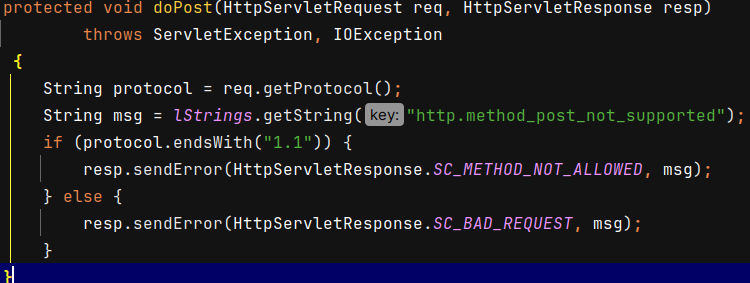 protected void doPost(HttpServletRequest req, HttpServletResponse resp)
throws ServletException, IOException
{
String protocol = req.getProtocol();
String msg = lStrings.getString( key: "http.method_post_not_supported");
if (protocol.endsWith("1.1")) {
resp.sendError(HttpServletResponse.SC_METHOD_NOT_ALLOWED, msg);
} else {
resp.sendError(HttpServletResponse.SC_BAD_REQUEST, msg);
}
}